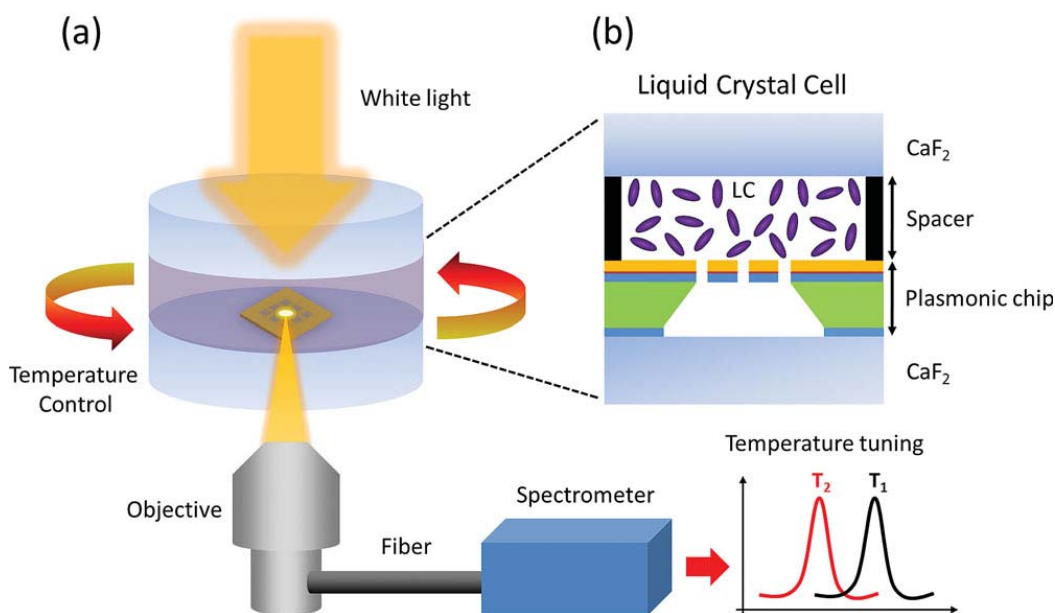 (a)
White light
Temperature
Control
Objective
Fiber
Spectrometer
(b)
Liquid Crystal Cell
CaF₂
LC
Spacer
Plasmonic chip
CaF₂
Temperature tuning
T₂ T₁